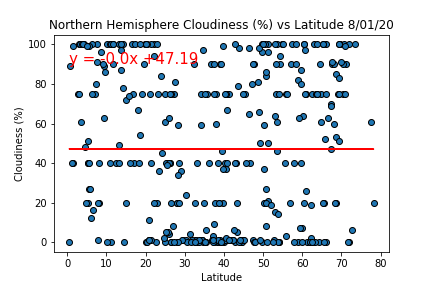 Northern Hemisphere Cloudiness (%) vs Latitude 8/01/20
y = -0.0x +47.19
100
80
60
40
20
0
Cloudiness (%)
0 10 20 30 40 50 60 70 80
Latitude